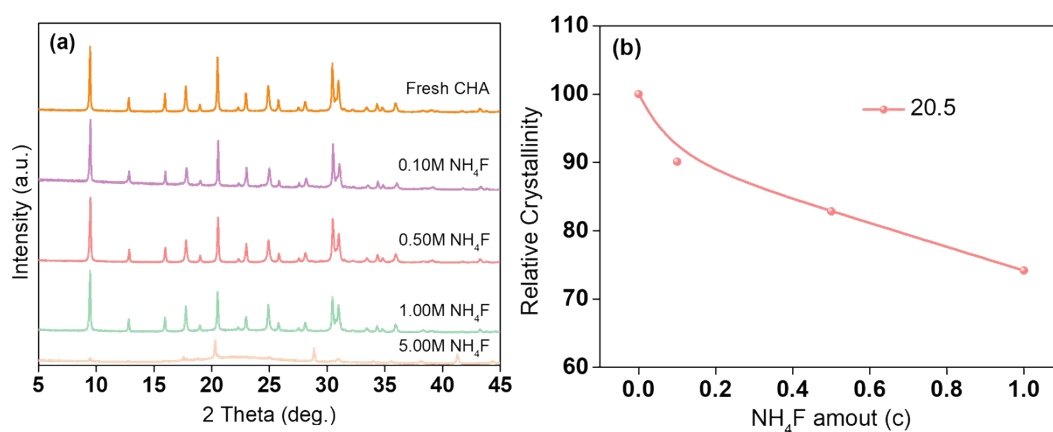 (a)
Fresh CHA
0.10M NH₄F
0.50M NH₄F
1.00M NH₄F
5.00M NH₄F
Intensity (a.u.)
5 10 15 20 25 30 35 40 45
2 Theta (deg.)
(b)
20.5
110
100
90
80
70
60
Relative Crystallinity
0.0 0.2 0.4 0.6 0.8 1.0
NH₄F amout (c)